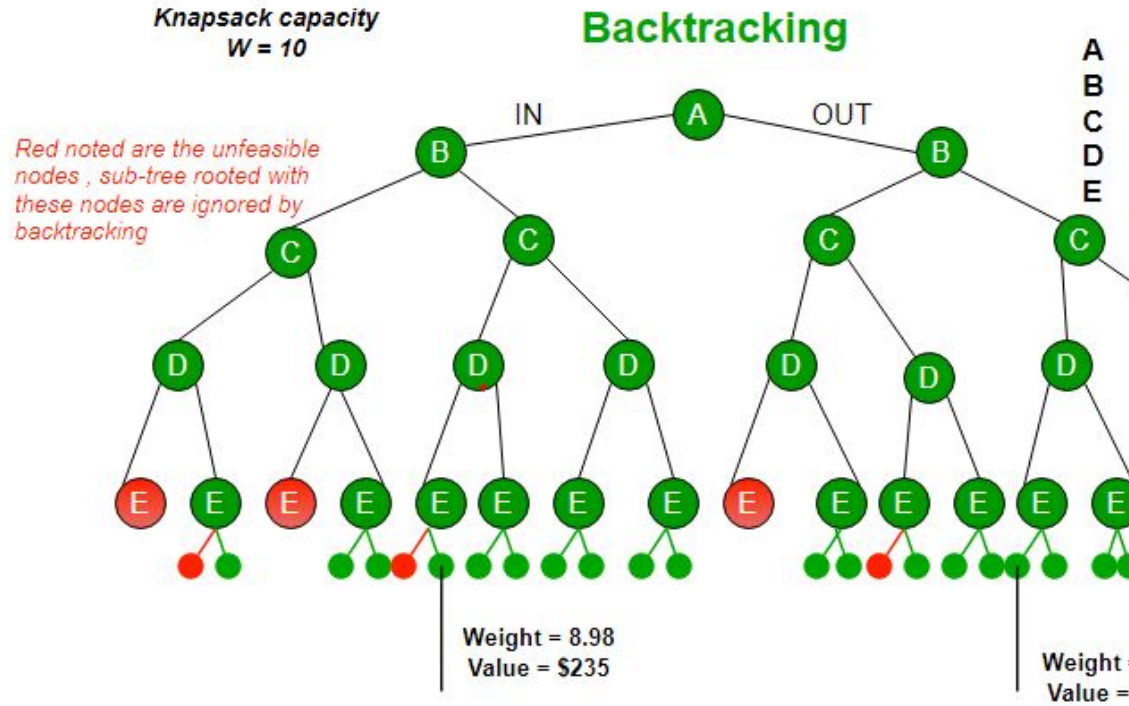 Knapsack capacity
W = 10
Backtracking
A
B
C
D
E
Red noted are the unfeasible
nodes , sub-tree rooted with
these nodes are ignored by
backtracking
IN
OUT
A
B
B
C
C
C
C
D
D
D
D
D
D
D
E
E
E
E
E
E
E
E
E
E
E
E
E
E
Weight = 8.98
Value = $235
Weight =
Value =